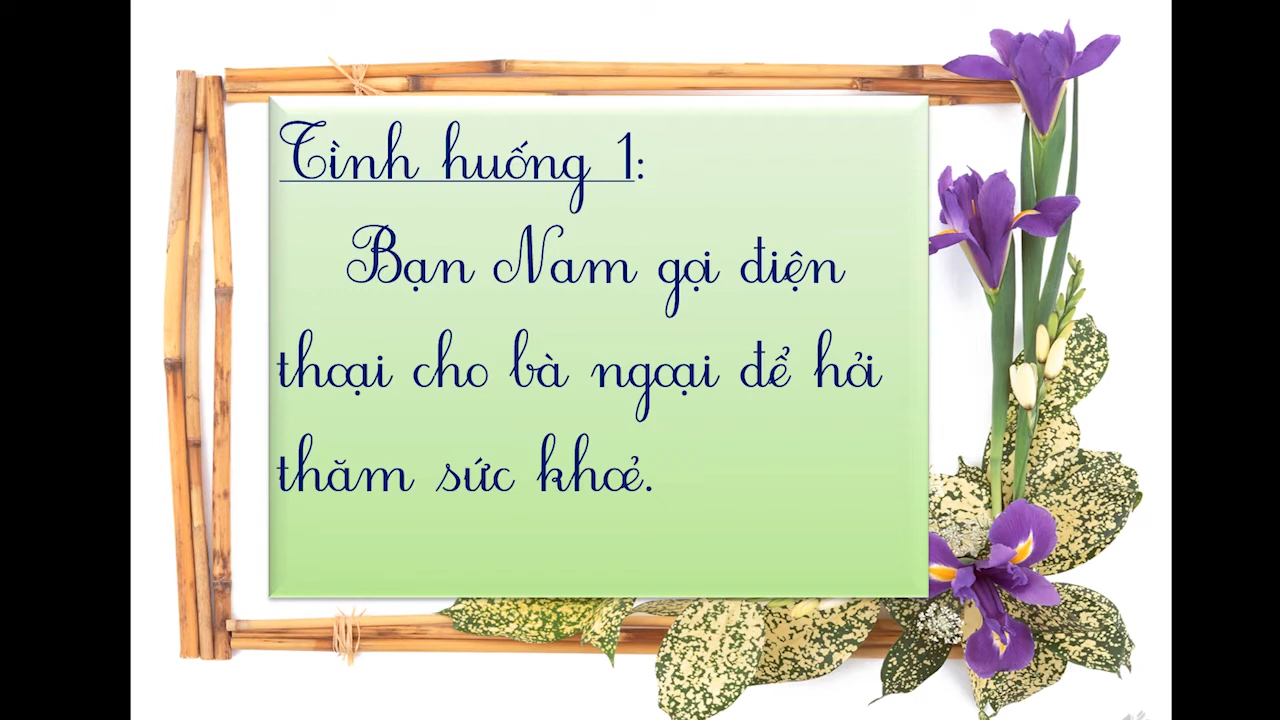 Tình huống 1:
Bạn Nam gọi điện
thoại cho bà ngoại để hỏi
thăm sức khoẻ.